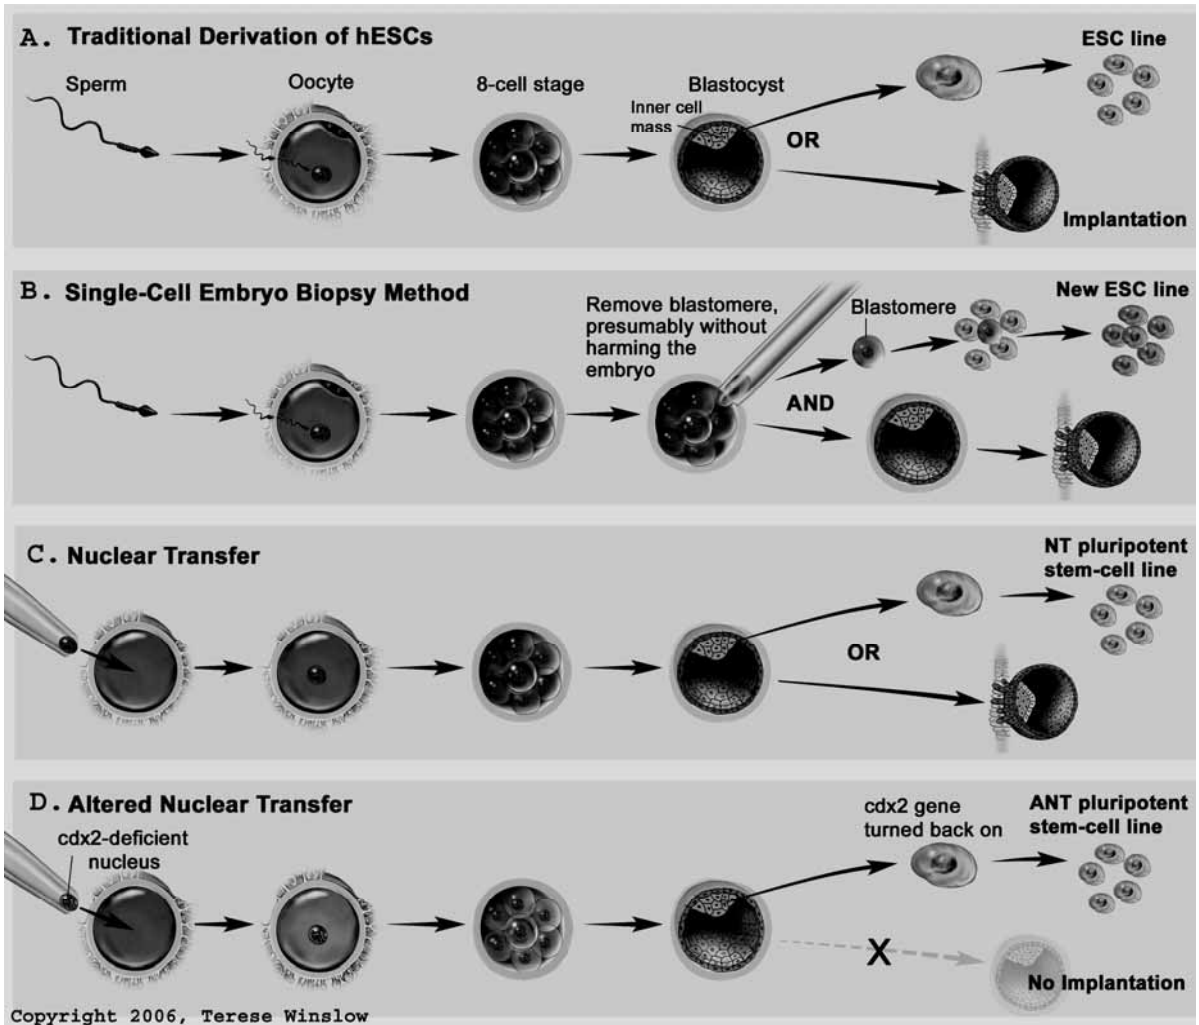 A. Traditional Derivation of hESCs
Sperm
Oocyte
8-cell stage
Blastocyst
Inner cell
mass
OR
ESC line
Implantation
B. Single-Cell Embryo Biopsy Method
Remove blastomere,
presumably without
harming the
embryo
Blastomere
AND
New ESC line
C. Nuclear Transfer
OR
NT pluripotent
stem-cell line
D. Altered Nuclear Transfer
cdx2-deficient
nucleus
cdx2 gene
turned back on
ANT pluripotent
stem-cell line
X
No Implantation
Copyright 2006, Terese Winslow